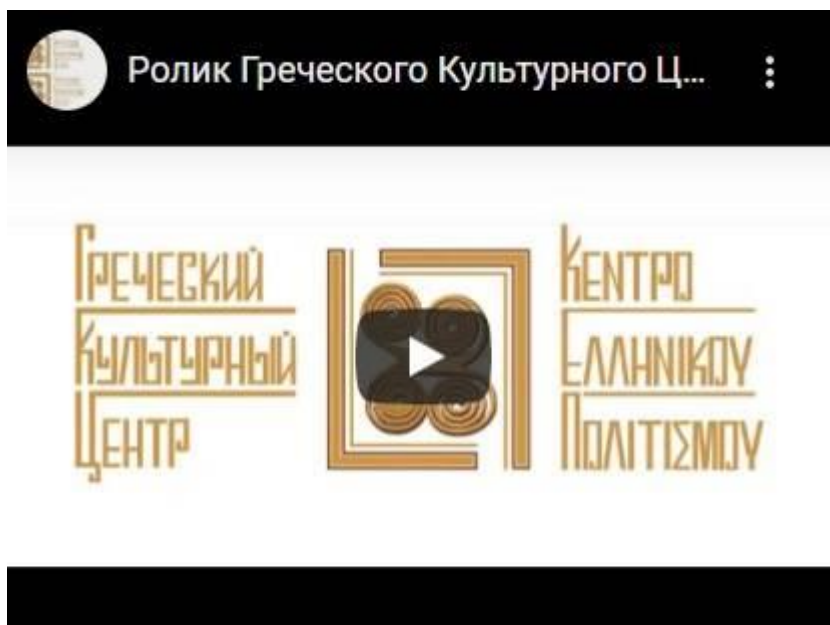 Ролик Греческого Культурного Ц...
Греческий
Культурный
Центр
Κεντρο
Ελληνικου
Πολιτισμου